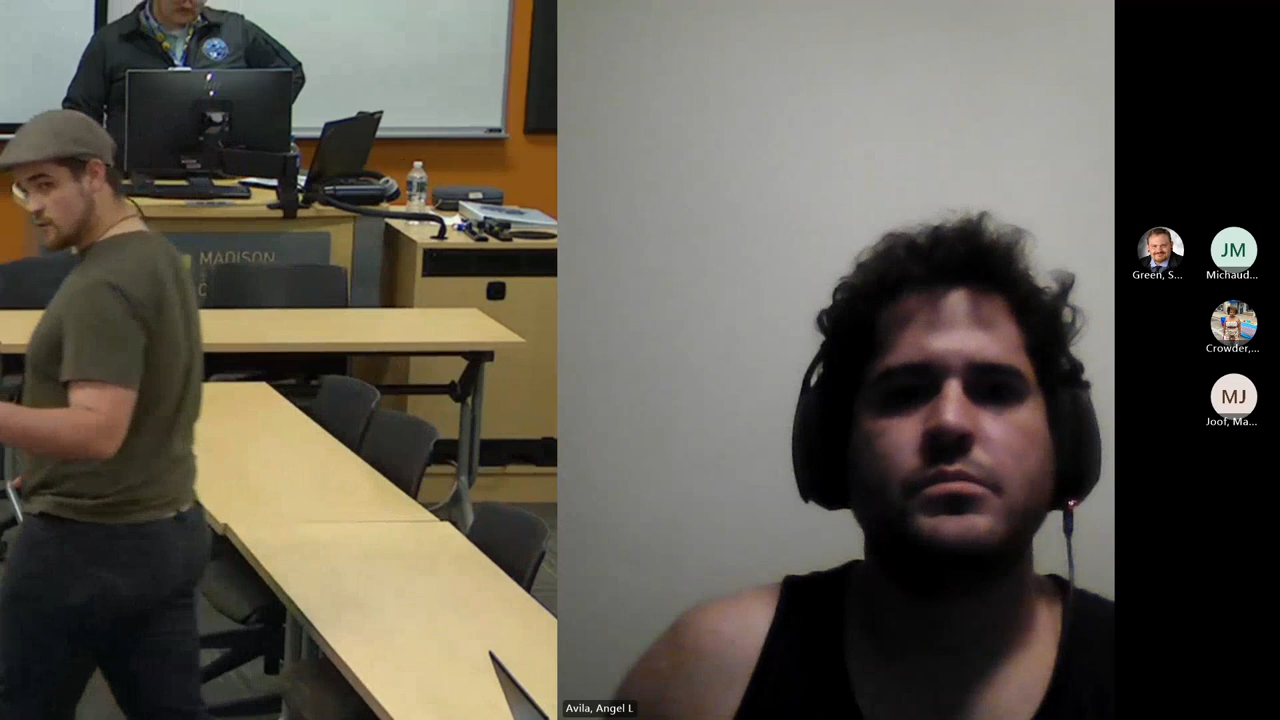 MADISON
C
Avila, Angel L
Green, S...
JM
Michaud...
Crowder,...
MJ
Joof, Ma...